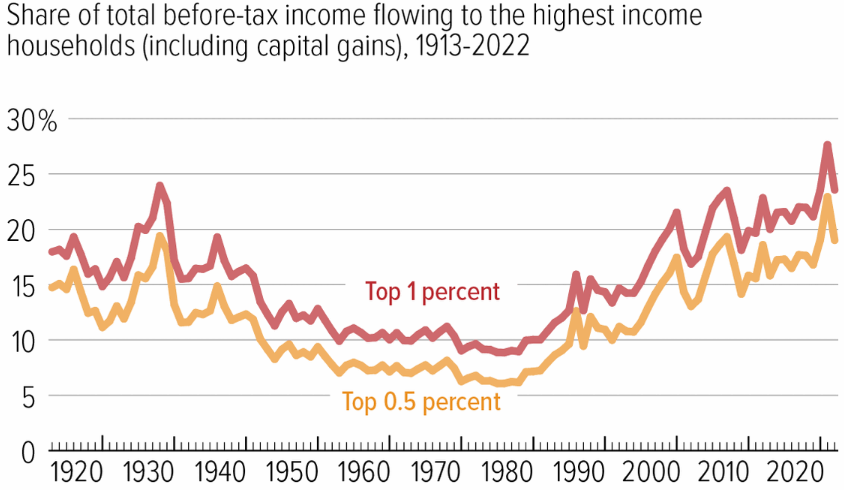 Share of total before-tax income flowing to the highest income
households (including capital gains), 1913-2022
30%
25
20
15
Top 1 percent
10
5
Top 0.5 percent
0
1920 1930 1940 1950 1960 1970 1980 1990 2000 2010 2020